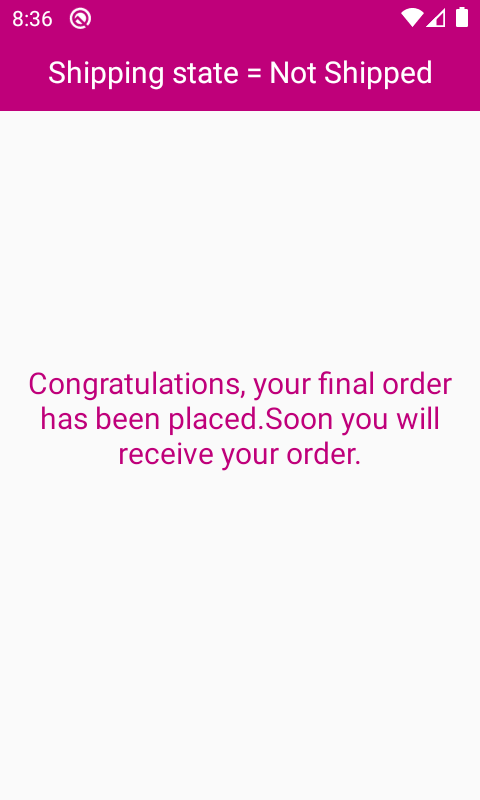 8:36
Shipping state = Not Shipped
Congratulations, your final order
has been placed.Soon you will
receive your order.